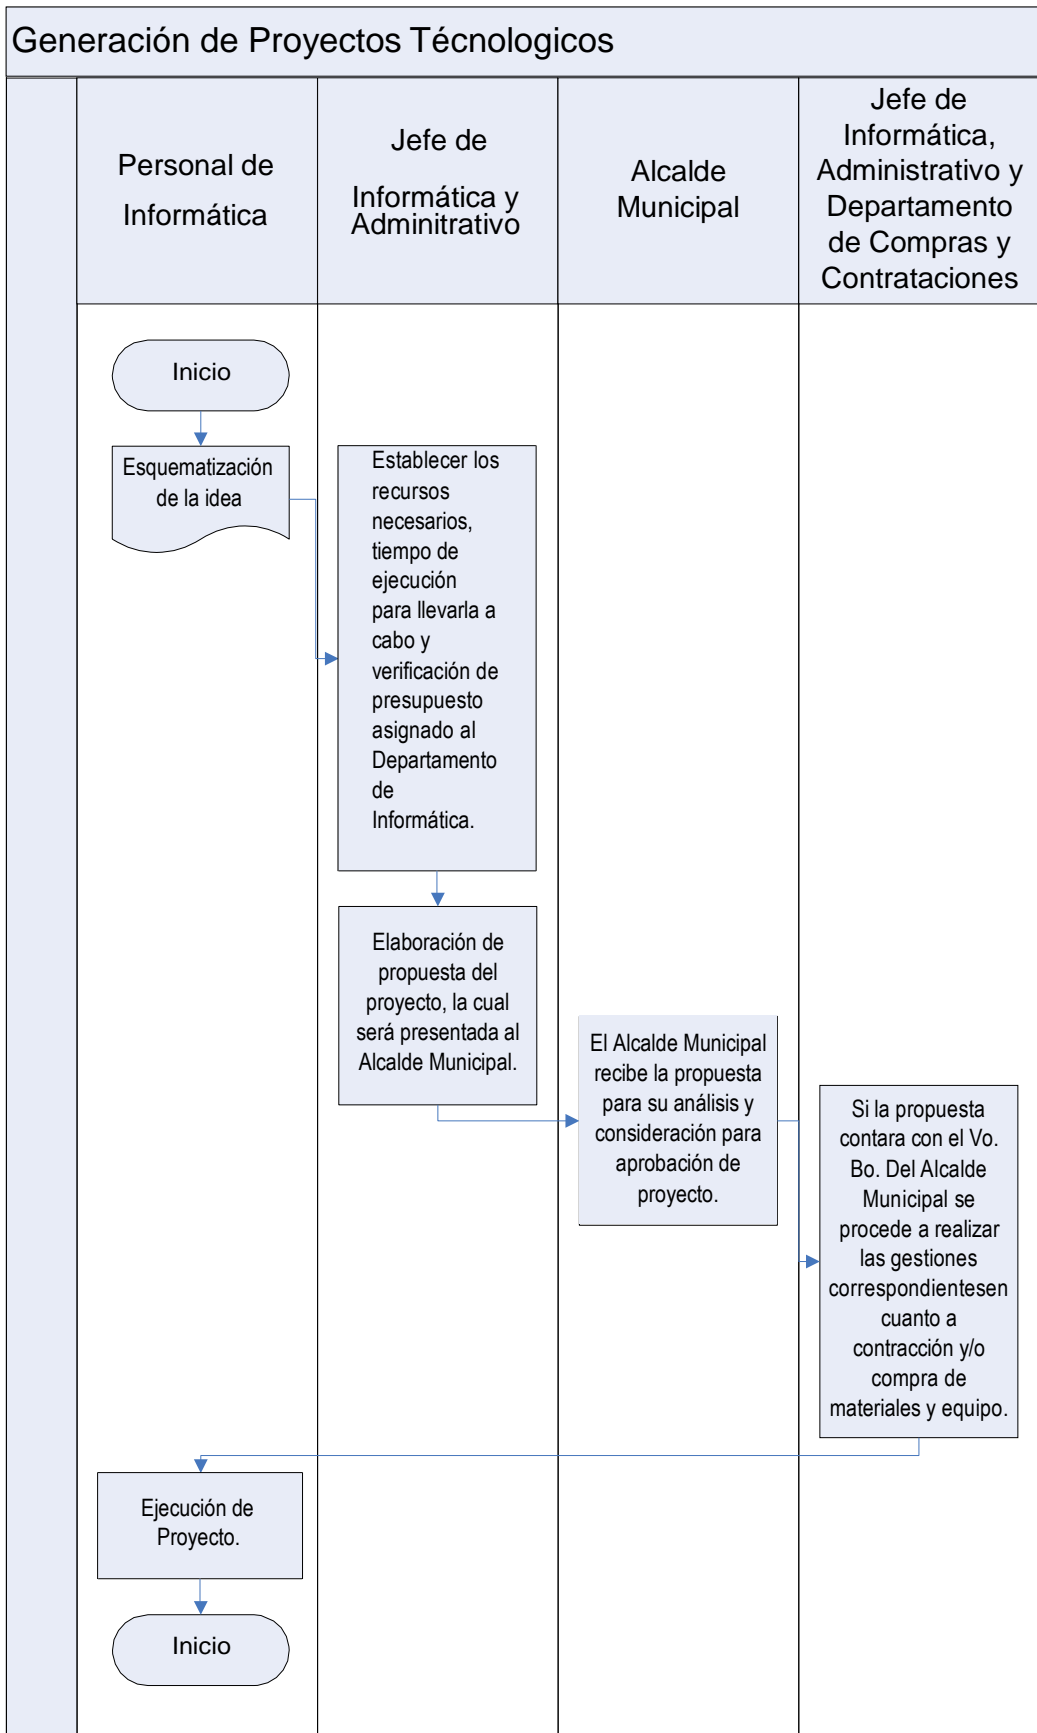 Generación de Proyectos Técnologicos
Personal de
Informática
Jefe de
Informática y
Adminitrativo
Alcalde
Municipal
Jefe de
Informática,
Administrativo y
Departamento
de Compras y
Contrataciones
Inicio
Esquematización
de la idea
Establecer los
recursos
necesarios,
tiempo de
ejecución
para llevarla a
cabo y
verificación de
presupuesto
asignado al
Departamento
de
Informática.
Elaboración de
propuesta del
proyecto, la cual
será presentada al
Alcalde Municipal.
El Alcalde Municipal
recibe la propuesta
para su análisis y
consideración para
aprobación de
proyecto.
Si la propuesta
contara con el Vo.
Bo. Del Alcalde
Municipal se
procede a realizar
las gestiones
correspondientesen
cuanto a
contracción y/o
compra de
materiales y equipo.
Ejecución de
Proyecto.
Inicio